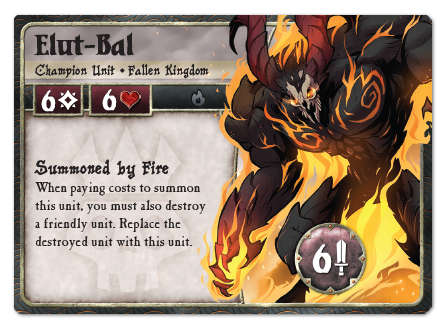 Elut-Bal
Champion Unit • Fallen Kingdom
6 6
Summoned by Fire
When paying costs to summon
this unit, you must also destroy
a friendly unit. Replace the
destroyed unit with this unit.
6